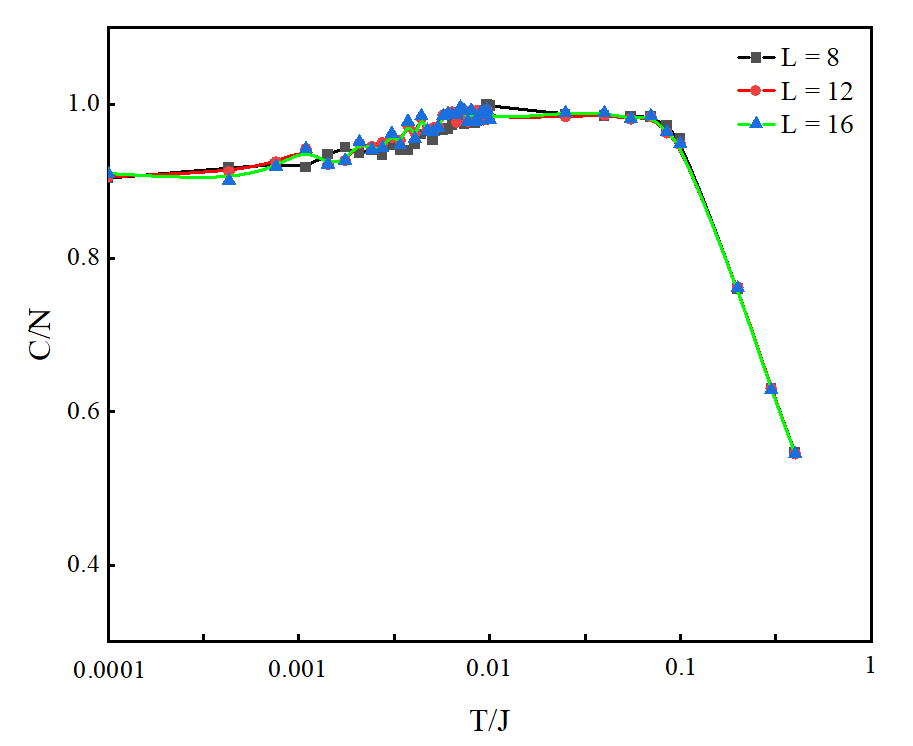 L = 8
L = 12
L = 16
1.0
0.8
0.6
0.4
C/N
0.0001 0.001 0.01 0.1 1
T/J